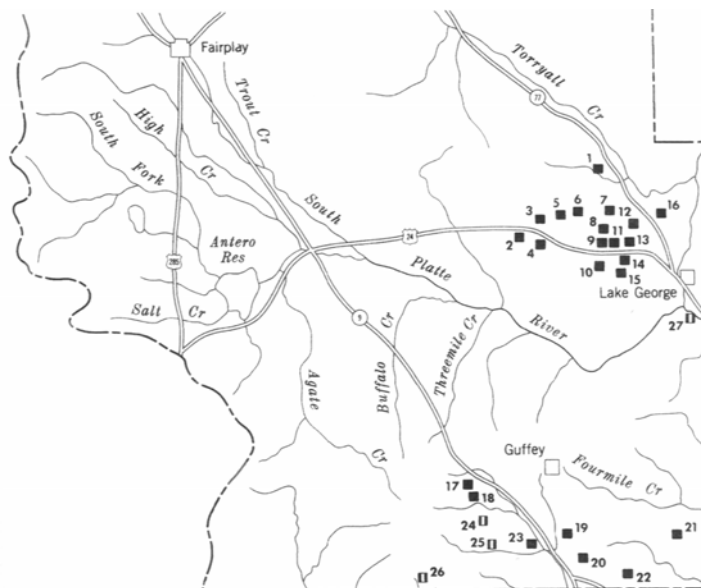 Fairplay
Trout Cr
Torryall Cr
77
South Fork
High Cr
South Platte River
1
3
5
6
7
12
16
8
11
2
4
9
13
24
Antero
Res
285
10
14
15
Lake George
27
Salt Cr
9
Agate Cr
Buffalo Cr
Threemile Cr
Guffey
Fourmile Cr
17
18
24
25
23
19
21
20
22
26